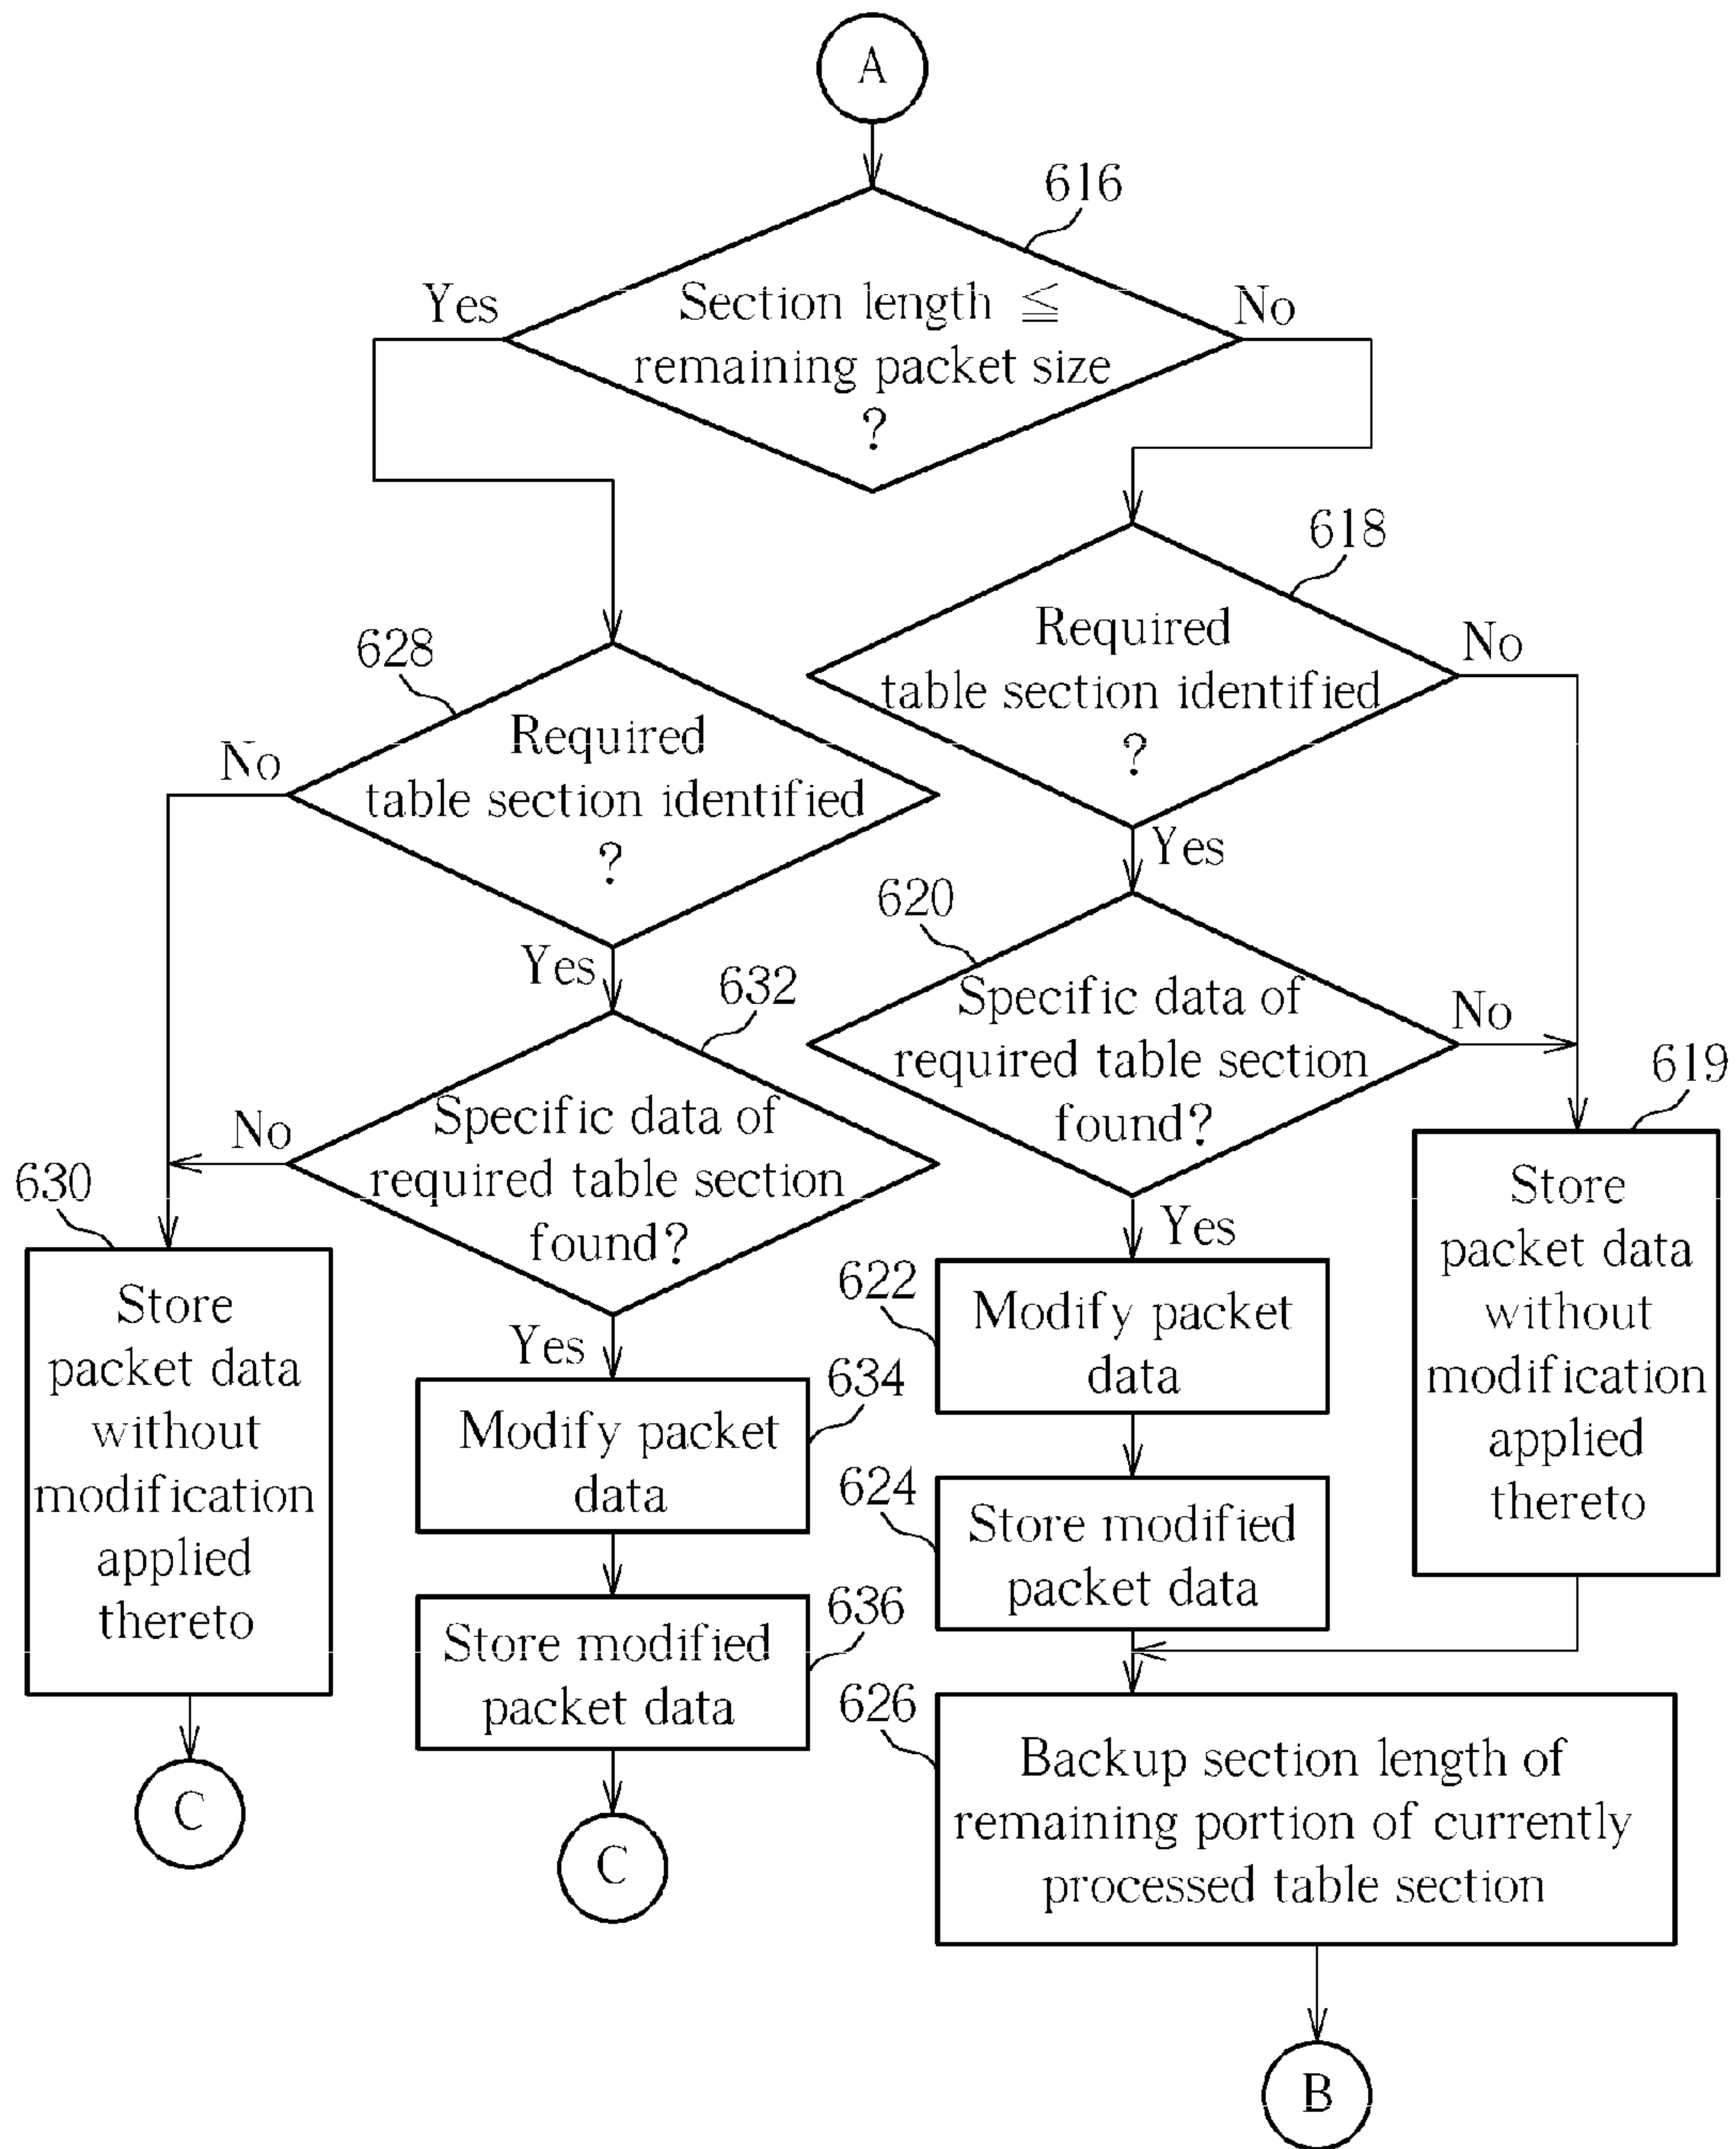 A
616
Yes
Section length ≦
remaining packet size
?
No
618
Required
table section identified
?
No
Yes
628
Required
table section identified
?
No
Yes
620
Specific data of
required table section
found?
No
Yes
632
Specific data of
required table section
found?
No
Yes
619
Store
packet data
without
modification
applied
thereto
630
Store
packet data
without
modification
applied
thereto
622
Modify packet
data
634
Modify packet
data
624
Store modified
packet data
636
Store modified
packet data
626
Backup section length of
remaining portion of currently
processed table section
C
C
B